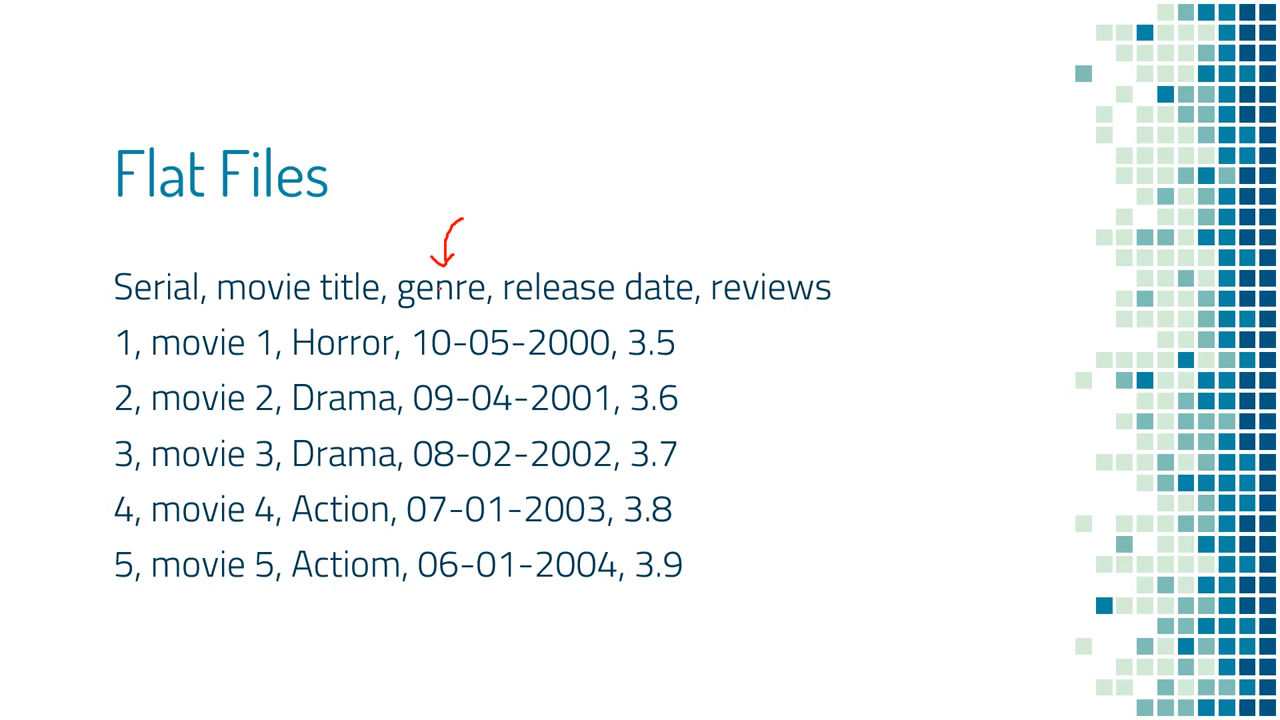 Flat Files
Serial, movie title, genre, release date, reviews
1, movie 1, Horror, 10-05-2000, 3.5
2, movie 2, Drama, 09-04-2001, 3.6
3, movie 3, Drama, 08-02-2002, 3.7
4, movie 4, Action, 07-01-2003, 3.8
5, movie 5, Actiom, 06-01-2004, 3.9